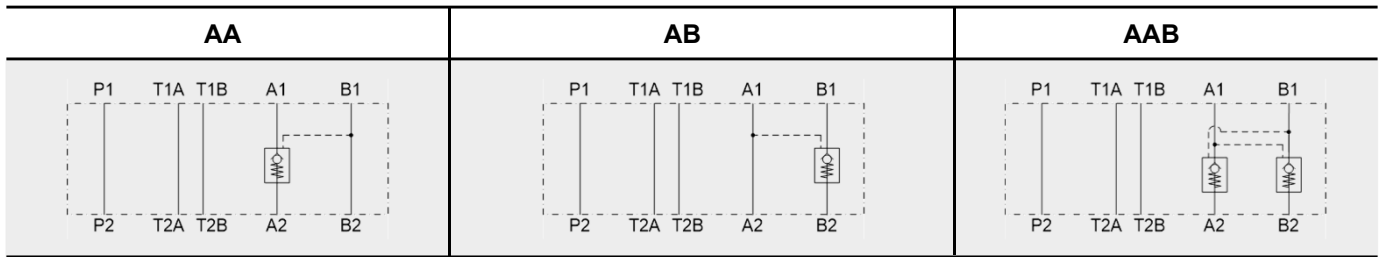 AA AB AAB
P1 T1A T1B A1 B1 P1 T1A T1B A1 B1 P1 T1A T1B A1 B1
P2 T2A T2B A2 B2 P2 T2A T2B A2 B2 P2 T2A T2B A2 B2